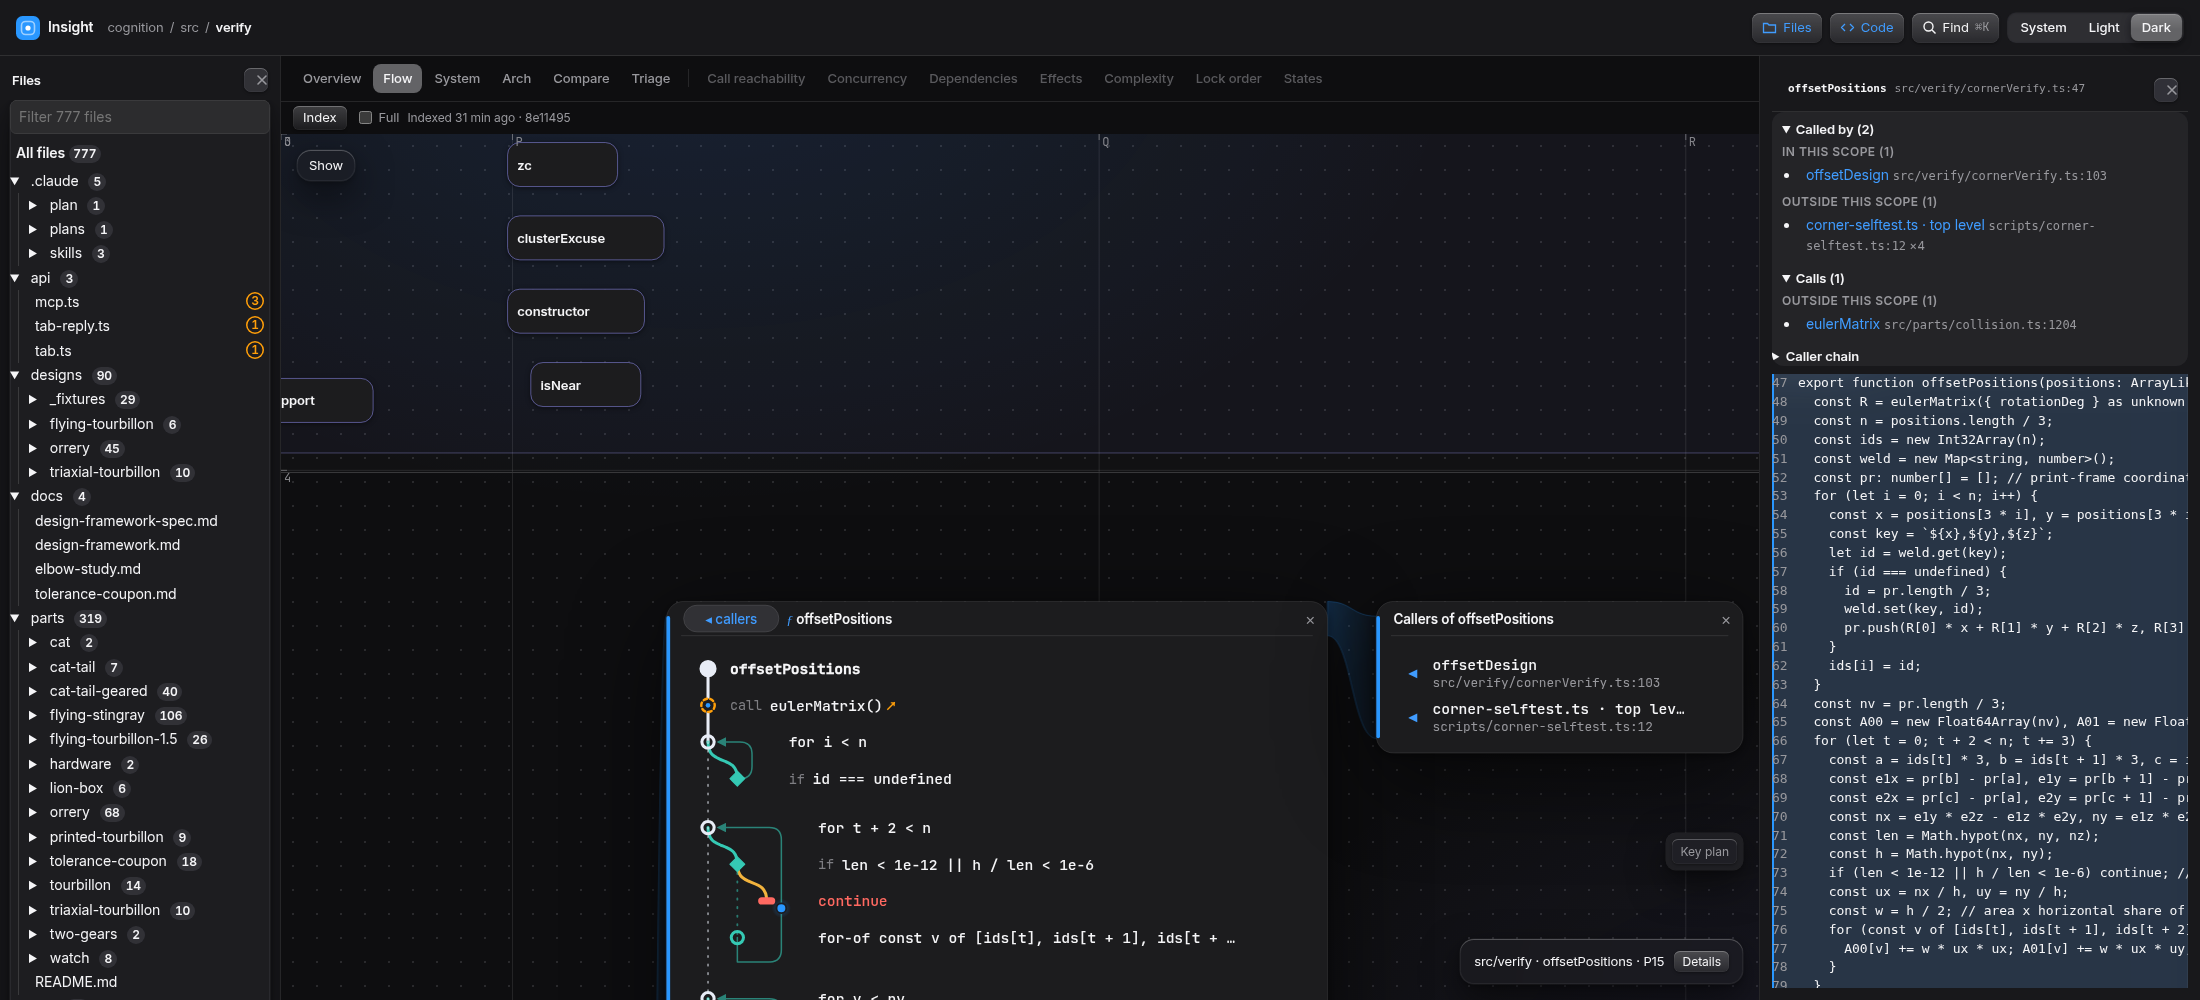 Insight cognition / src / verify
Files Code Find ⌘K System Light Dark
Files
Filter 777 files
All files 777
.claude 5
plan 1
plans 1
skills 3
api 3
mcp.ts 3
tab-reply.ts 1
tab.ts 1
designs 90
_fixtures 29
flying-tourbillon 6
orrery 45
triaxial-tourbillon 10
docs 4
design-framework-spec.md
design-framework.md
elbow-study.md
tolerance-coupon.md
parts 319
cat 2
cat-tail 7
cat-tail-geared 40
flying-stingray 106
flying-tourbillon-1.5 26
hardware 2
lion-box 6
orrery 68
printed-tourbillon 9
tolerance-coupon 18
tourbillon 14
triaxial-tourbillon 10
two-gears 2
watch 8
README.md
Overview Flow System Arch Compare Triage Call reachability Concurrency Dependencies Effects Complexity Lock order States
Index Full Indexed 31 min ago · 8e11495
P Q R
Show
zc
clusterExcuse
constructor
isNear
pport
4
◂ callers ƒ offsetPositions ×
offsetPositions
call eulerMatrix() ↗
for i < n
if id === undefined
for t + 2 < n
if len < 1e-12 || h / len < 1e-6
continue
for-of const v of [ids[t], ids[t + 1], ids[t + …
for v < nv
Callers of offsetPositions ×
offsetDesign
src/verify/cornerVerify.ts:103
corner-selftest.ts · top lev…
scripts/corner-selftest.ts:12
Key plan
src/verify · offsetPositions · P15 Details
offsetPositions src/verify/cornerVerify.ts:47
Called by (2)
IN THIS SCOPE (1)
offsetDesign src/verify/cornerVerify.ts:103
OUTSIDE THIS SCOPE (1)
corner-selftest.ts · top level scripts/corner-
selftest.ts:12 ×4
Calls (1)
OUTSIDE THIS SCOPE (1)
eulerMatrix src/parts/collision.ts:1204
Caller chain
47 export function offsetPositions(positions: ArrayLik
48 const R = eulerMatrix({ rotationDeg } as unknown
49 const n = positions.length / 3;
50 const ids = new Int32Array(n);
51 const weld = new Map<string, number>();
52 const pr: number[] = []; // print-frame coordinat
53 for (let i = 0; i < n; i++) {
54 const x = positions[3 * i], y = positions[3 * i
55 const key = `${x},${y},${z}`;
56 let id = weld.get(key);
57 if (id === undefined) {
58 id = pr.length / 3;
59 weld.set(key, id);
60 pr.push(R[0] * x + R[1] * y + R[2] * z, R[3]
61 }
62 ids[i] = id;
63 }
64 const nv = pr.length / 3;
65 const A00 = new Float64Array(nv), A01 = new Float
66 for (let t = 0; t + 2 < n; t += 3) {
67 const a = ids[t] * 3, b = ids[t + 1] * 3, c = i
68 const e1x = pr[b] - pr[a], e1y = pr[b + 1] - pr
69 const e2x = pr[c] - pr[a], e2y = pr[c + 1] - pr
70 const nx = e1y * e2z - e1z * e2y, ny = e1z * e2
71 const len = Math.hypot(nx, ny, nz);
72 const h = Math.hypot(nx, ny);
73 if (len < 1e-12 || h / len < 1e-6) continue; //
74 const ux = nx / h, uy = ny / h;
75 const w = h / 2; // area x horizontal share of
76 for (const v of [ids[t], ids[t + 1], ids[t + 2]
77 A00[v] += w * ux * ux; A01[v] += w * ux * uy
78 }
79 }